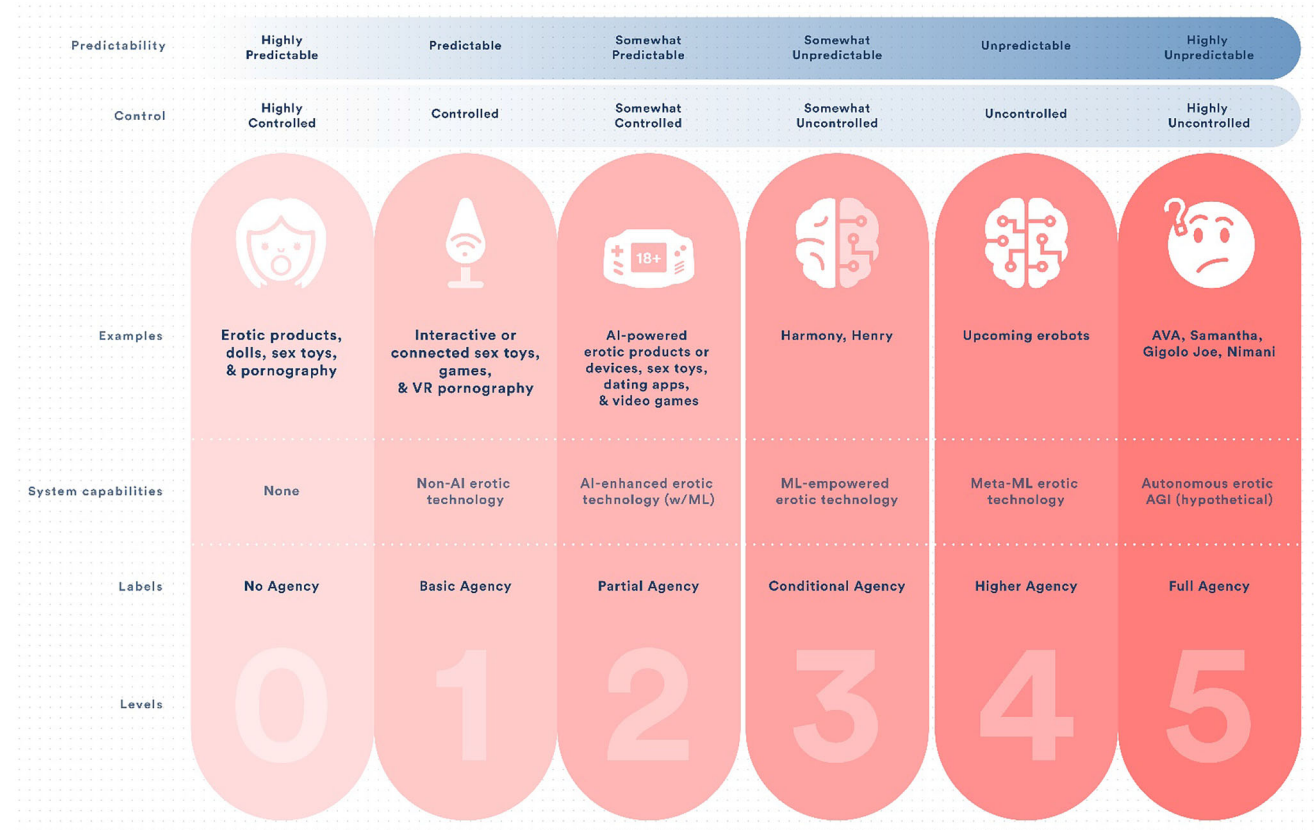 Predictability
Highly
Predictable
Predictable
Somewhat
Predictable
Somewhat
Unpredictable
Unpredictable
Highly
Unpredictable
Control
Highly
Controlled
Controlled
Somewhat
Controlled
Somewhat
Uncontrolled
Uncontrolled
Highly
Uncontrolled
18+
?
Examples
Erotic products,
dolls, sex toys,
& pornography
Interactive or
connected sex toys,
games,
& VR pornography
AI-powered
erotic products or
devices, sex toys,
dating apps,
& video games
Harmony, Henry
Upcoming erobots
AVA, Samantha,
Gigolo Joe, Nimani
System capabilities
None
Non-AI erotic
technology
AI-enhanced erotic
technology (w/ML)
ML-empowered
erotic technology
Meta-ML erotic
technology
Autonomous erotic
AGI (hypothetical)
Labels
No Agency
Basic Agency
Partial Agency
Conditional Agency
Higher Agency
Full Agency
Levels
0
1
2
3
4
5